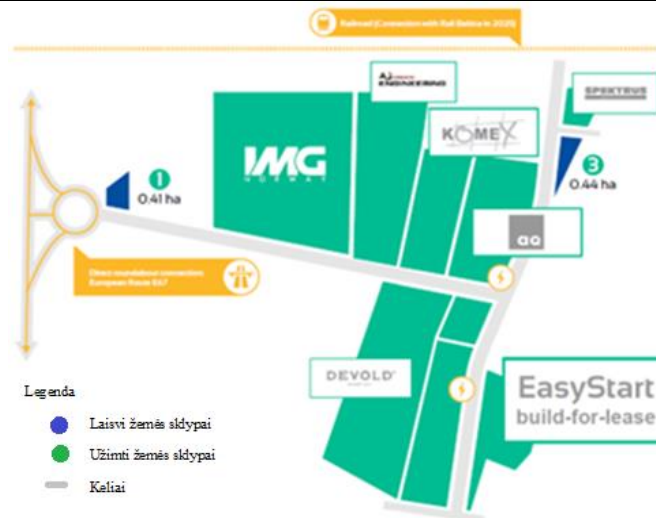 Railroad (Connection with Rail Baltica in 2025)
AJ
ENGINEERING
SPEKTRUS
KOMEX
IMG
NORWAY
1
0.41 ha
3
0.44 ha
aq
Direct roundabout connection:
European Route E67
DEVOLD
EasyStart
build-for-lease
Legenda
Laisvi žemės sklypai
Užimti žemės sklypai
Keliai